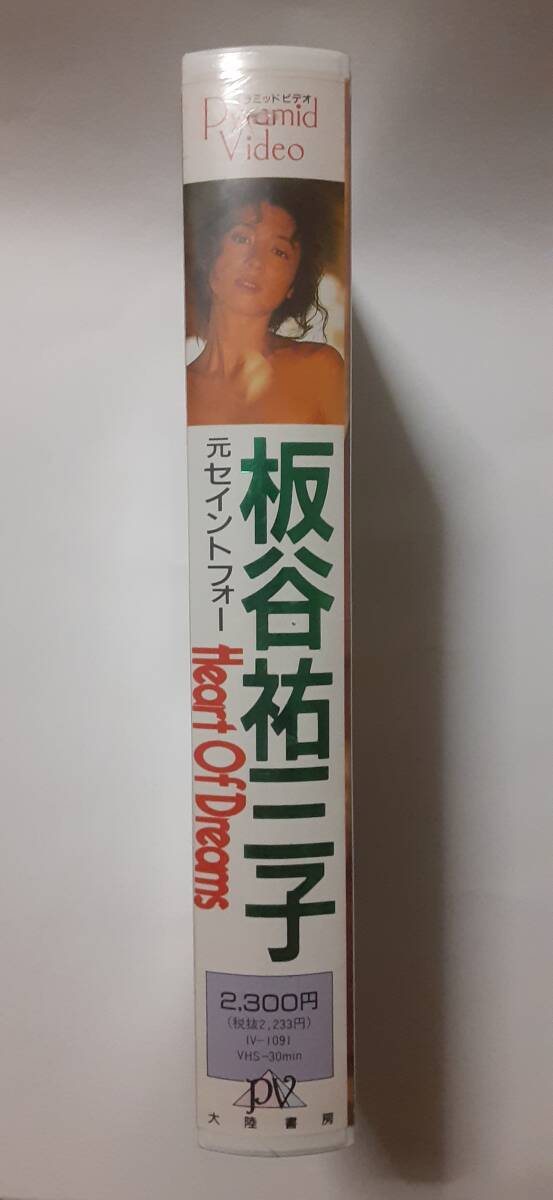 ラミッドビデオ
Pyramid
Video
板谷祐三子
元セイントフォー
Heart Of Dreams
2,300円
(税抜2,233円)
IV-1091
VHS-30min
PV
大陸書房